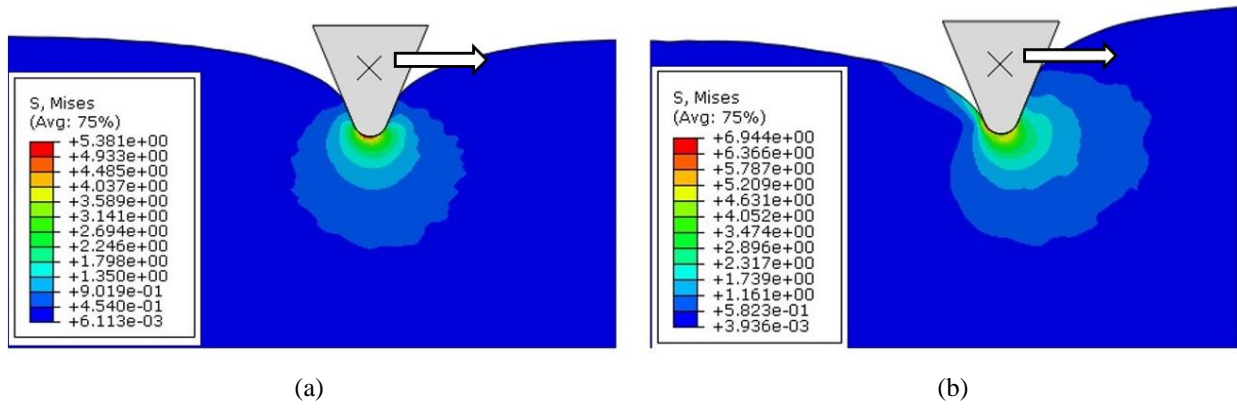 S, Mises
(Avg: 75%)
+5.381e+00
+4.933e+00
+4.485e+00
+4.037e+00
+3.589e+00
+3.141e+00
+2.694e+00
+2.246e+00
+1.798e+00
+1.350e+00
+9.019e-01
+4.540e-01
+6.113e-03
(a)
S, Mises
(Avg: 75%)
+6.944e+00
+6.366e+00
+5.787e+00
+5.209e+00
+4.631e+00
+4.052e+00
+3.474e+00
+2.896e+00
+2.317e+00
+1.739e+00
+1.161e+00
+5.823e-01
+3.936e-03
(b)